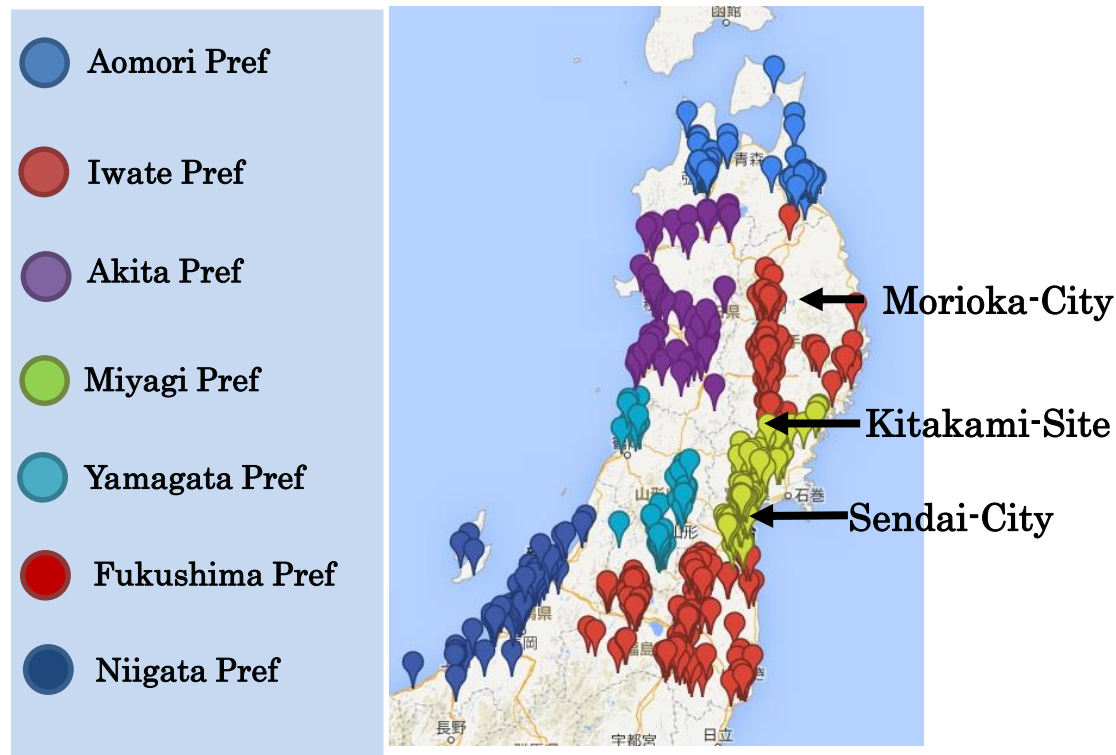 Aomori Pref
Iwate Pref
Akita Pref
Miyagi Pref
Yamagata Pref
Fukushima Pref
Niigata Pref
函館
青森
Morioka-City
Kitakami-Site
石巻
Sendai-City
山形
長野
宇都宮
日立